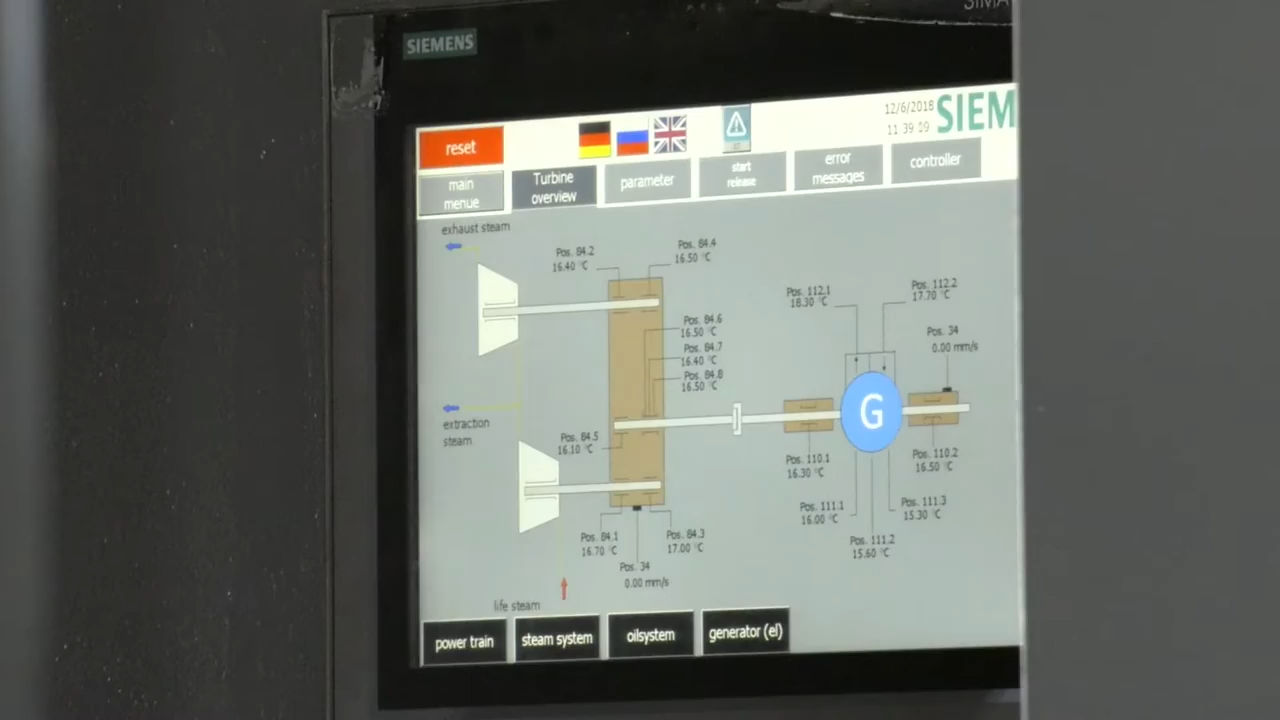 SIEMENS
SIMA
12/6/2018
11 39 09
SIEM
reset
main
menue
Turbine
overview
parameter
start
release
error
messages
controller
exhaust steam
Pos. 84.2
16.40 °C
Pos. 84.4
16.50 °C
Pos. 84.6
16.50 °C
Pos. 84.7
16.40 °C
Pos. 84.8
16.50 °C
Pos. 112.1
18.30 °C
Pos. 112.2
17.70 °C
Pos. 34
0.00 mm/s
G
extraction
steam
Pos. 84.5
16.10 °C
Pos. 110.1
16.30 °C
Pos. 110.2
16.50 °C
Pos. 111.1
16.00 °C
Pos. 111.3
15.30 °C
Pos. 111.2
15.60 °C
Pos. 84.1
16.70 °C
Pos. 84.3
17.00 °C
Pos. 34
0.00 mm/s
life steam
power train
steam system
oilsystem
generator (el)